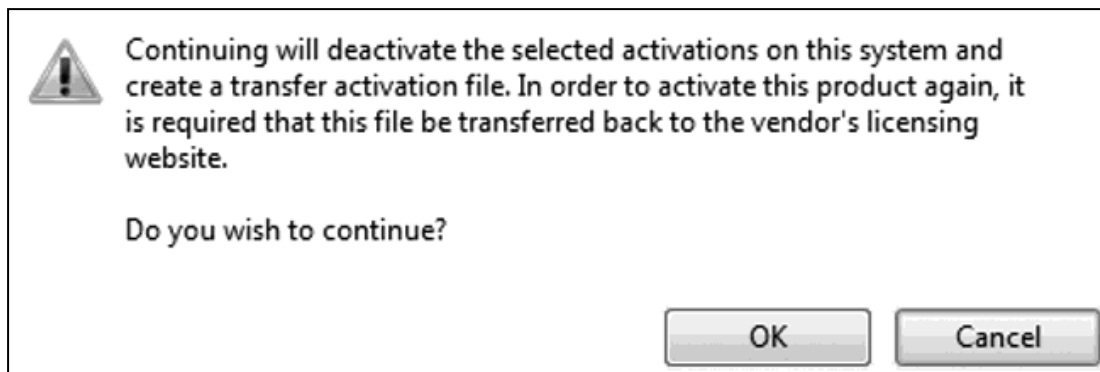 Continuing will deactivate the selected activations on this system and
create a transfer activation file. In order to activate this product again, it
is required that this file be transferred back to the vendor's licensing
website.
Do you wish to continue?
OK
Cancel